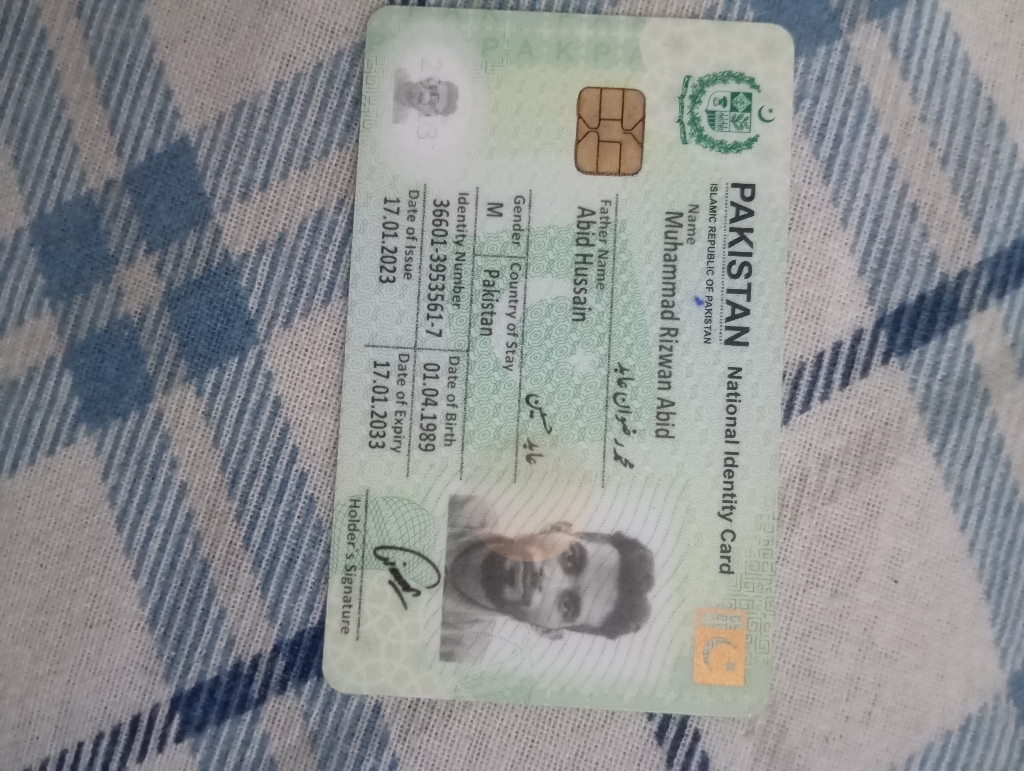 PAKISTAN National Identity Card
ISLAMIC REPUBLIC OF PAKISTAN
Name
Muhammad Rizwan Abid
محمد رضوان عابد
Father Name
Abid Hussain
عابد حسین
Gender Country of Stay
M Pakistan
Identity Number Date of Birth
36601-3953561-7 01.04.1989
Date of Issue Date of Expiry
17.01.2023 17.01.2033
Holder's Signature